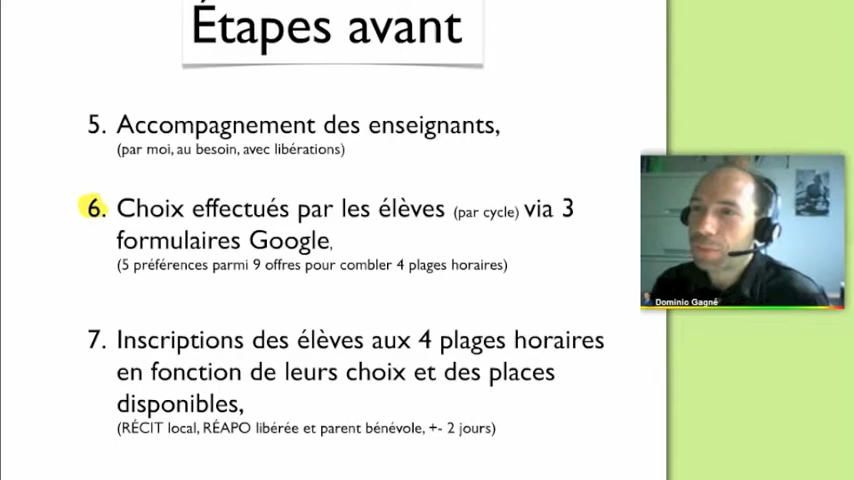 Étapes avant
5. Accompagnement des enseignants,
(par moi, au besoin, avec libérations)
6. Choix effectués par les élèves (par cycle) via 3
formulaires Google,
(5 préférences parmi 9 offres pour combler 4 plages horaires)
7. Inscriptions des élèves aux 4 plages horaires
en fonction de leurs choix et des places
disponibles,
(RÉCIT local, RÉAPO libérée et parent bénévole, +- 2 jours)
Dominic Gagné